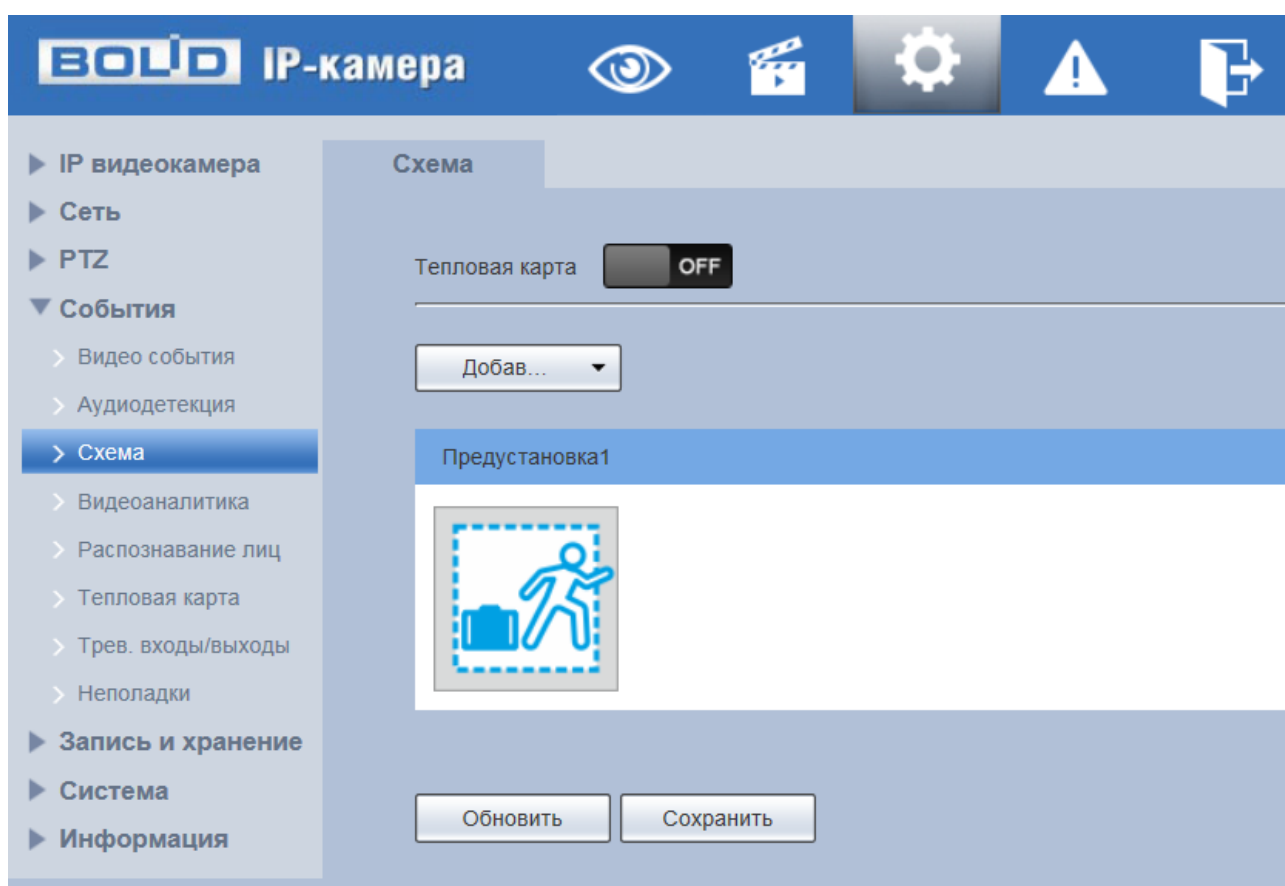 BOLID IP-камера
IP видеокамера
Сеть
PTZ
События
Видео события
Аудиодетекция
Схема
Видеоаналитика
Распознавание лиц
Тепловая карта
Трев. входы/выходы
Неполадки
Запись и хранение
Система
Информация
Схема
Тепловая карта OFF
Добав...
Предустановка1
Обновить Сохранить